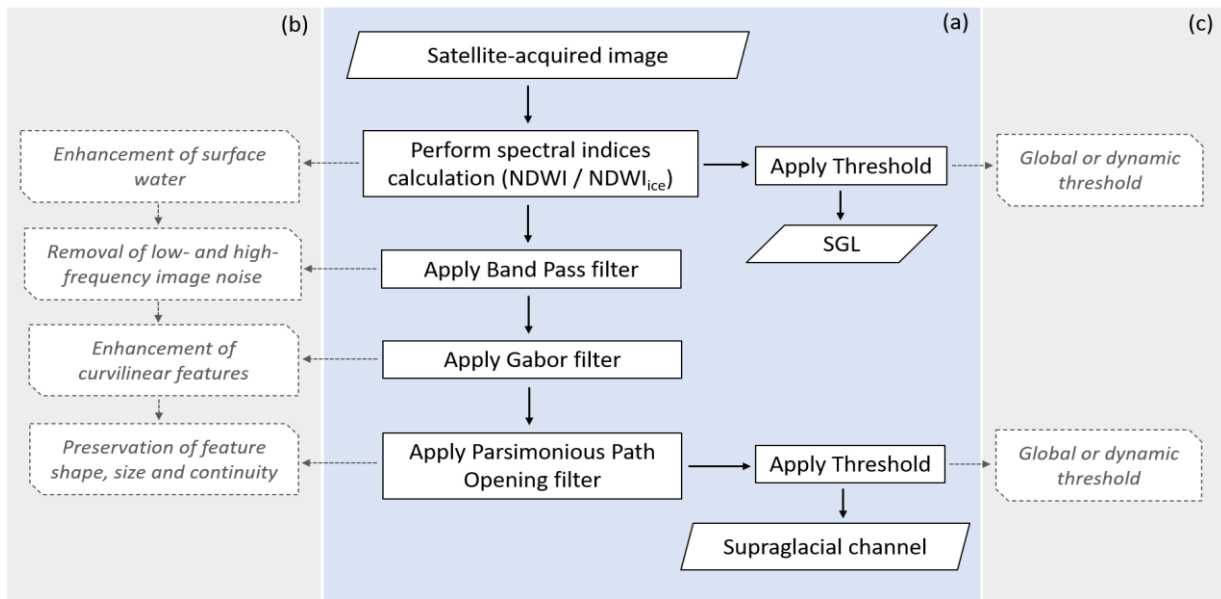 (b)
(a)
(c)
Satellite-acquired image
Enhancement of surface
water
Perform spectral indices
calculation (NDWI / NDWIice)
Apply Threshold
Global or dynamic
threshold
SGL
Removal of low- and high-
frequency image noise
Apply Band Pass filter
Enhancement of
curvilinear features
Apply Gabor filter
Preservation of feature
shape, size and continuity
Apply Parsimonious Path
Opening filter
Apply Threshold
Global or dynamic
threshold
Supraglacial channel